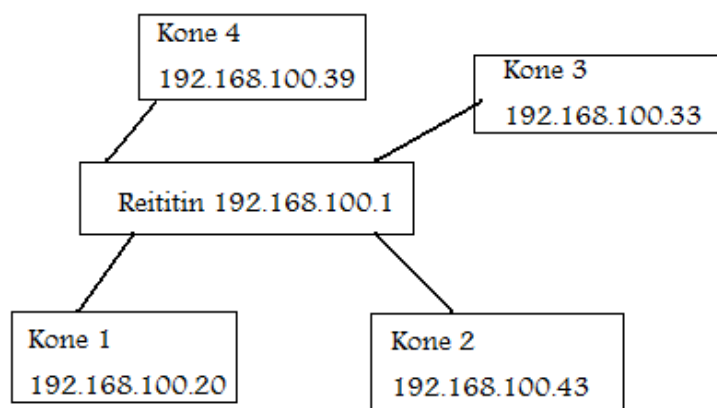 Kone 4
192.168.100.39
Kone 3
192.168.100.33
Reititin 192.168.100.1
Kone 1
192.168.100.20
Kone 2
192.168.100.43